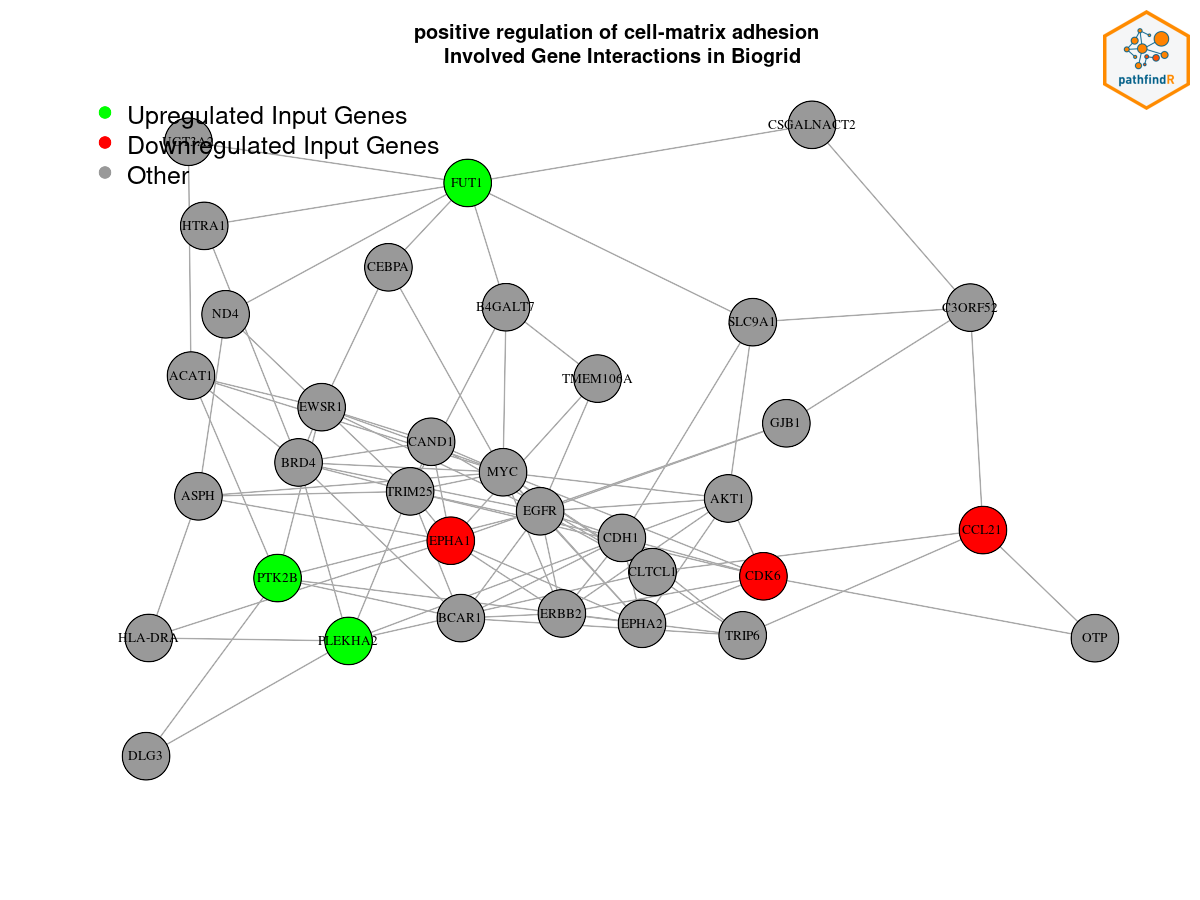 positive regulation of cell-matrix adhesion
Involved Gene Interactions in Biogrid
pathfindR
Upregulated Input Genes
Downregulated Input Genes
Other
CSGALNACT2
FUT1
HTRA1
CEBPA
ND4
B4GALT7
SLC9A1
C3ORF52
ACAT1
TMEM106A
EWSR1
GJB1
CAND1
BRD4
MYC
TRIM25
ASPH
EGFR
AKT1
CCL21
EPHA1
CDH1
PTK2B
CLTCL1
CDK6
HLA-DRA
PLEKHA2
BCAR1
ERBB2
EPHA2
TRIP6
OTP
DLG3